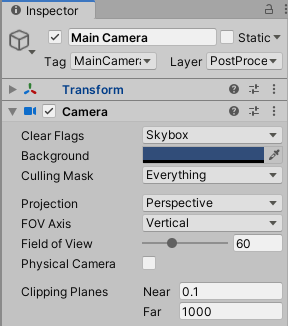 Inspector
Main Camera Static
Tag MainCamera Layer PostProce
Transform
Camera
Clear Flags Skybox
Background
Culling Mask Everything
Projection Perspective
FOV Axis Vertical
Field of View 60
Physical Camera
Clipping Planes Near 0.1
Far 1000